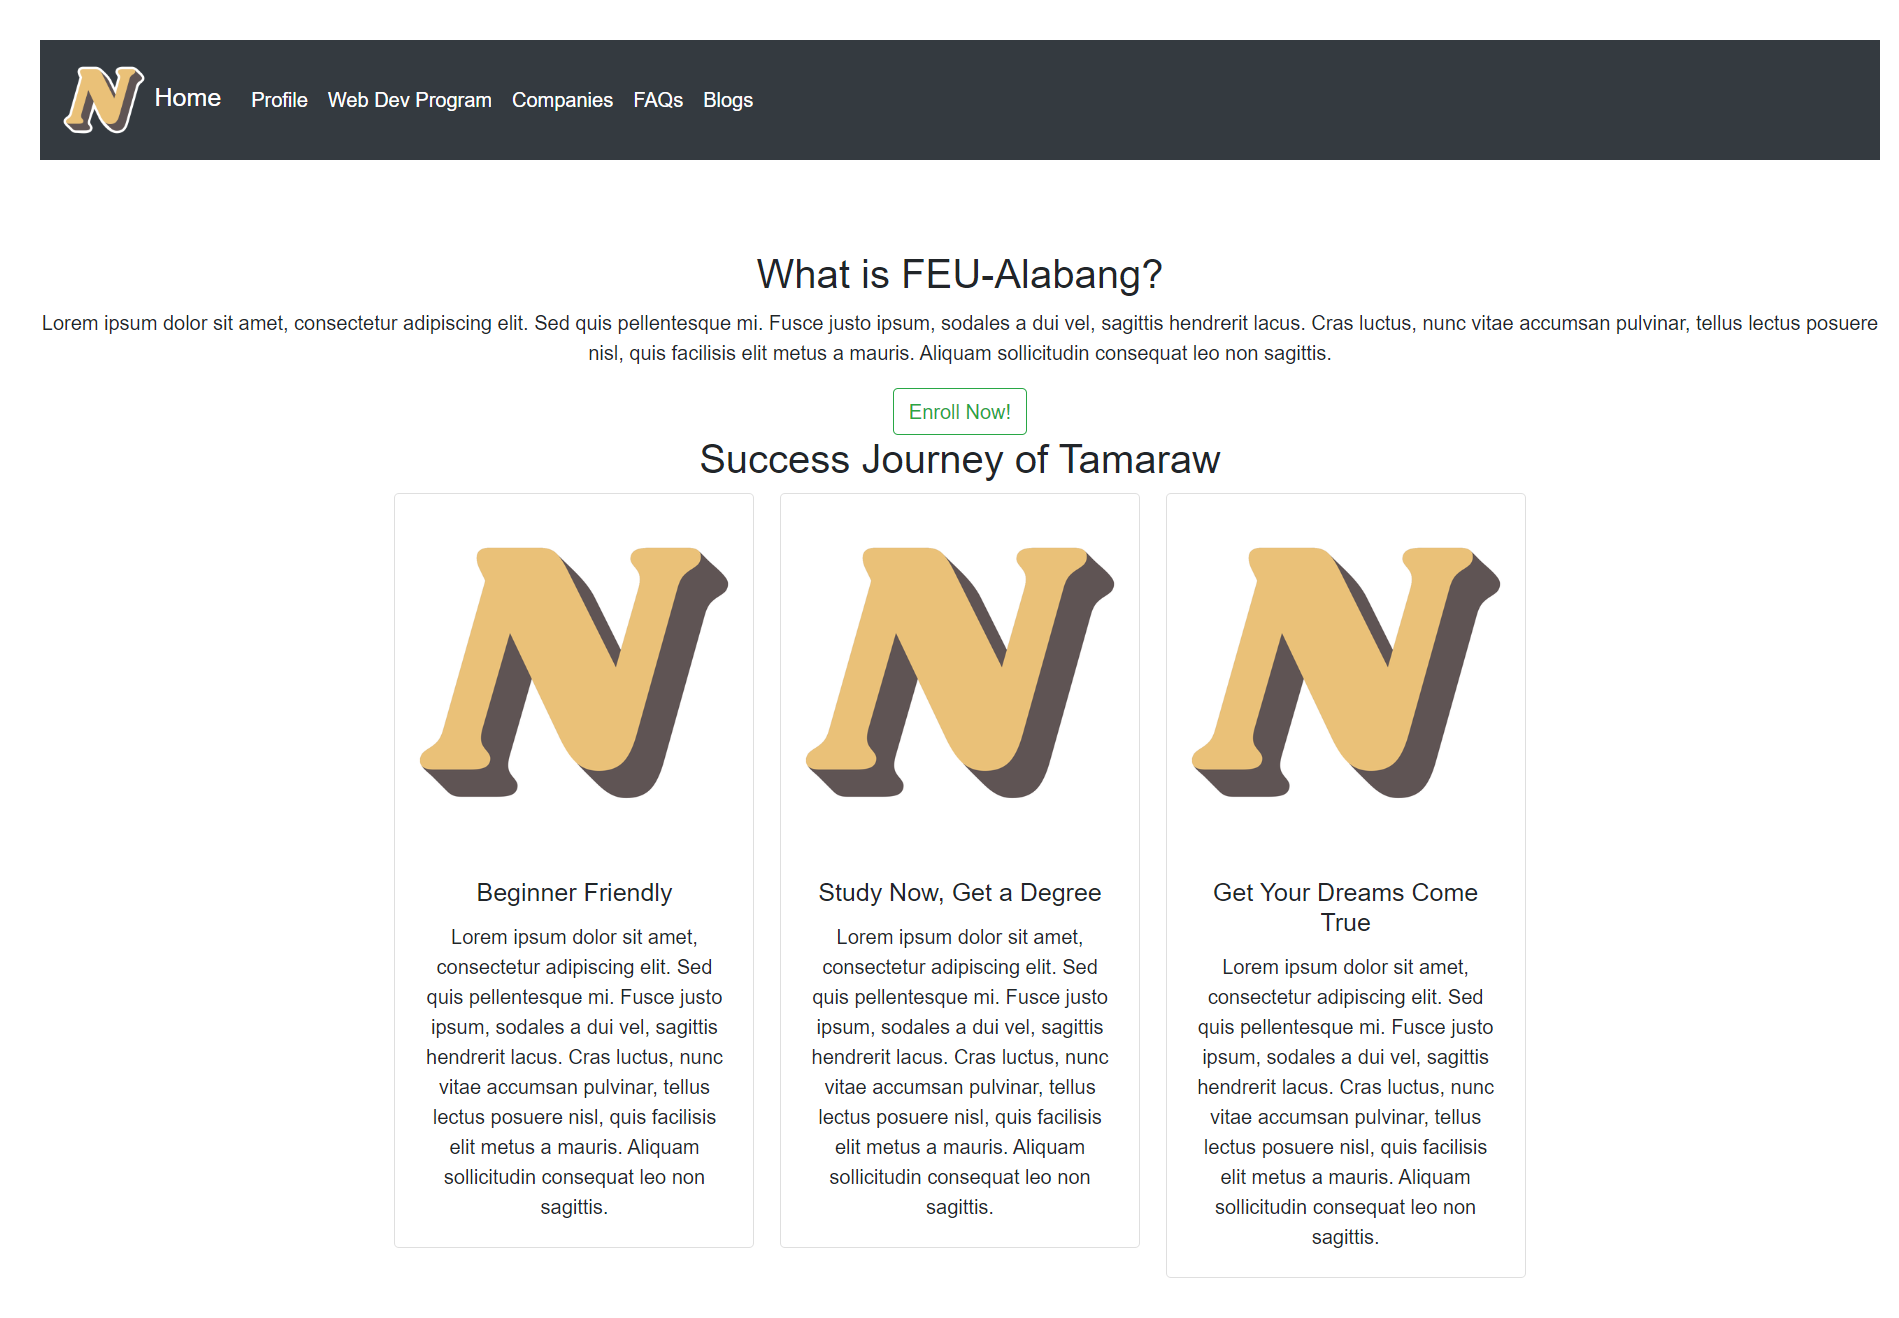 N Home Profile Web Dev Program Companies FAQs Blogs
What is FEU-Alabang?
Lorem ipsum dolor sit amet, consectetur adipiscing elit. Sed quis pellentesque mi. Fusce justo ipsum, sodales a dui vel, sagittis hendrerit lacus. Cras luctus, nunc vitae accumsan pulvinar, tellus lectus posuere
nisl, quis facilisis elit metus a mauris. Aliquam sollicitudin consequat leo non sagittis.
Enroll Now!
Success Journey of Tamaraw
N
Beginner Friendly
Lorem ipsum dolor sit amet,
consectetur adipiscing elit. Sed
quis pellentesque mi. Fusce justo
ipsum, sodales a dui vel, sagittis
hendrerit lacus. Cras luctus, nunc
vitae accumsan pulvinar, tellus
lectus posuere nisl, quis facilisis
elit metus a mauris. Aliquam
sollicitudin consequat leo non
sagittis.
N
Study Now, Get a Degree
Lorem ipsum dolor sit amet,
consectetur adipiscing elit. Sed
quis pellentesque mi. Fusce justo
ipsum, sodales a dui vel, sagittis
hendrerit lacus. Cras luctus, nunc
vitae accumsan pulvinar, tellus
lectus posuere nisl, quis facilisis
elit metus a mauris. Aliquam
sollicitudin consequat leo non
sagittis.
N
Get Your Dreams Come
True
Lorem ipsum dolor sit amet,
consectetur adipiscing elit. Sed
quis pellentesque mi. Fusce justo
ipsum, sodales a dui vel, sagittis
hendrerit lacus. Cras luctus, nunc
vitae accumsan pulvinar, tellus
lectus posuere nisl, quis facilisis
elit metus a mauris. Aliquam
sollicitudin consequat leo non
sagittis.